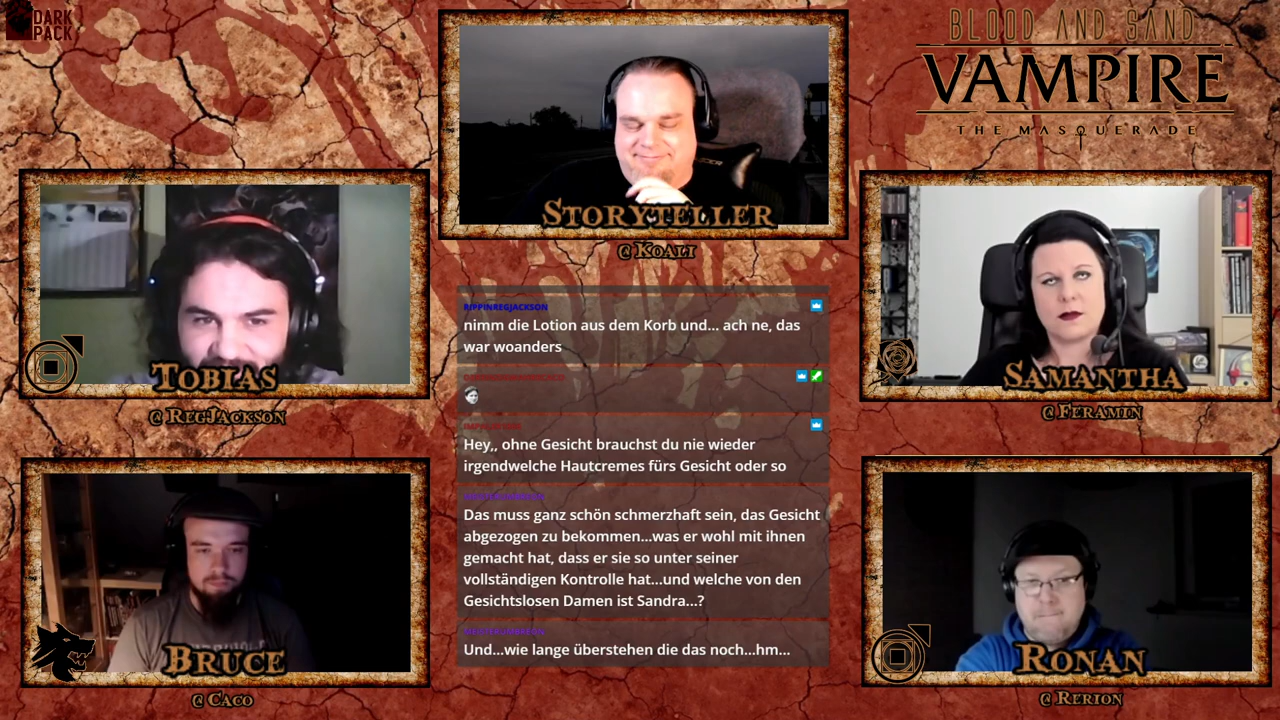 DARK
PACK
BLOOD AND SAND
VAMPIRE
THE MASQUERADE
STORYTELLER
@ KOALI
TOBIAS
@ REGJACKSON
SAMANTHA
@ FERAMIN
RIPPINREGJACKSON
nimm die Lotion aus dem Korb und... ach ne, das
war woanders
Hey,, ohne Gesicht brauchst du nie wieder
irgendwelche Hautcremes fürs Gesicht oder so
Das muss ganz schön schmerzhaft sein, das Gesicht
abgezogen zu bekommen...was er wohl mit ihnen
gemacht hat, dass er sie so unter seiner
vollständigen Kontrolle hat...und welche von den
Gesichtslosen Damen ist Sandra...?
Und...wie lange überstehen die das noch...hm...
BRUCE
@ CACO
RONAN
@ RERION